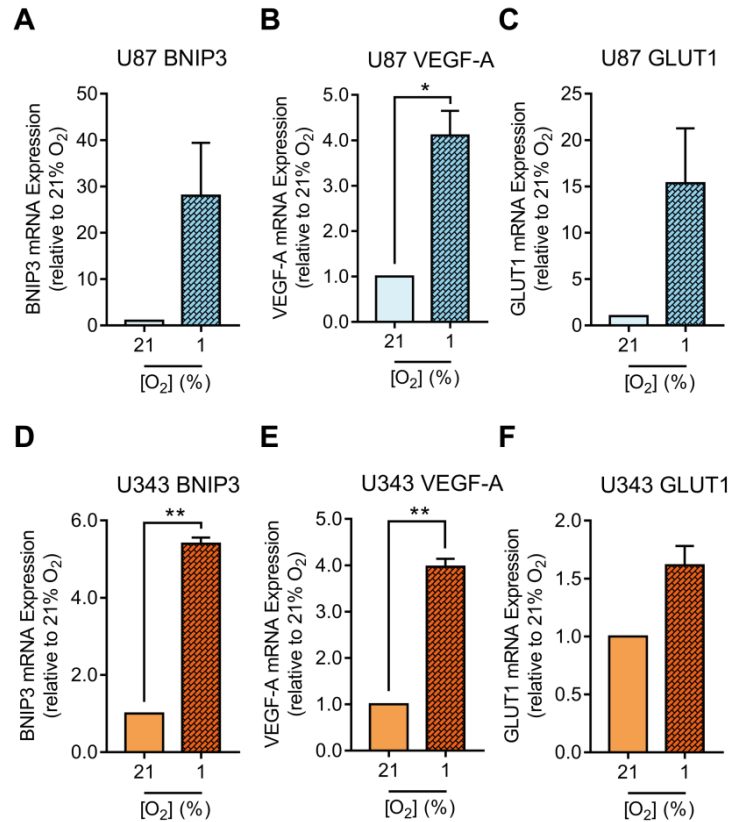 A
U87 BNIP3
BNIP3 mRNA Expression
(relative to 21% O₂)
50
40
30
20
10
0
21
1
[O₂] (%)
B
U87 VEGF-A
*
VEGF-A mRNA Expression
(relative to 21% O₂)
5.0
4.0
3.0
2.0
1.0
0.0
21
1
[O₂] (%)
C
U87 GLUT1
GLUT1 mRNA Expression
(relative to 21% O₂)
25
20
15
10
5
0
21
1
[O₂] (%)
D
U343 BNIP3
**
BNIP3 mRNA Expression
(relative to 21% O₂)
6.0
4.0
2.0
0.0
21
1
[O₂] (%)
E
U343 VEGF-A
**
VEGF-A mRNA Expression
(relative to 21% O₂)
5.0
4.0
3.0
2.0
1.0
0.0
21
1
[O₂] (%)
F
U343 GLUT1
GLUT1 mRNA Expression
(relative to 21% O₂)
2.0
1.5
1.0
0.5
0.0
21
1
[O₂] (%)